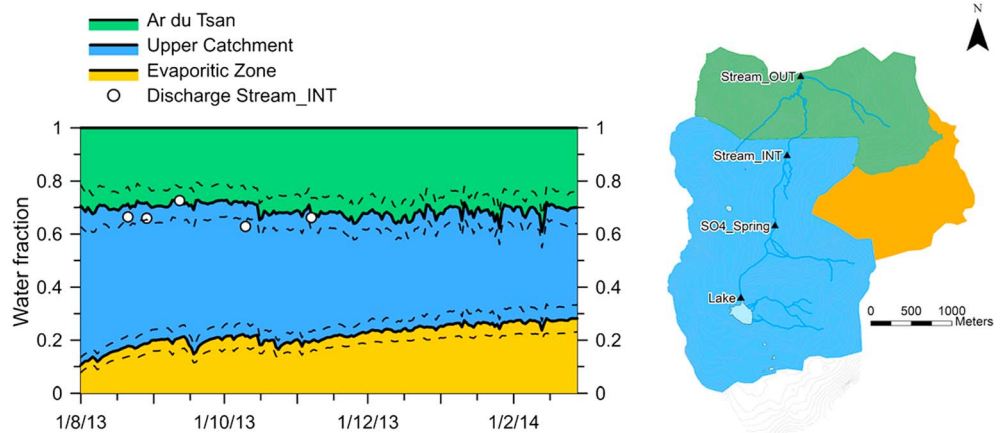 Ar du Tsan
Upper Catchment
Evaporitic Zone
Discharge Stream_INT
Water fraction
1 1
0.8 0.8
0.6 0.6
0.4 0.4
0.2 0.2
0 0
1/8/13 1/10/13 1/12/13 1/2/14
N
Stream_OUT
Stream_INT
SO4_Spring
Lake
0 500 1000
Meters